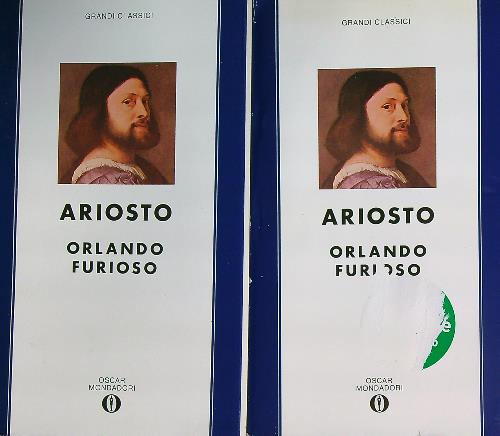 GRANDI CLASSICI
ARIOSTO
ORLANDO
FURIOSO
OSCAR
MONDADORI
GRANDI CLASSICI
ARIOSTO
ORLANDO
FURIOSO
OSCAR
MONDADORI